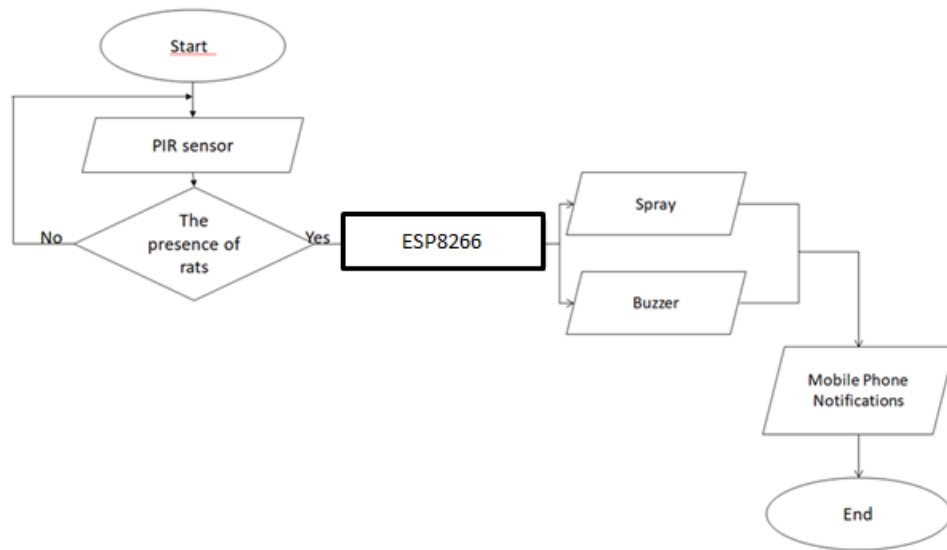 Start
PIR sensor
The
presence of
rats
No
Yes
ESP8266
Spray
Buzzer
Mobile Phone
Notifications
End